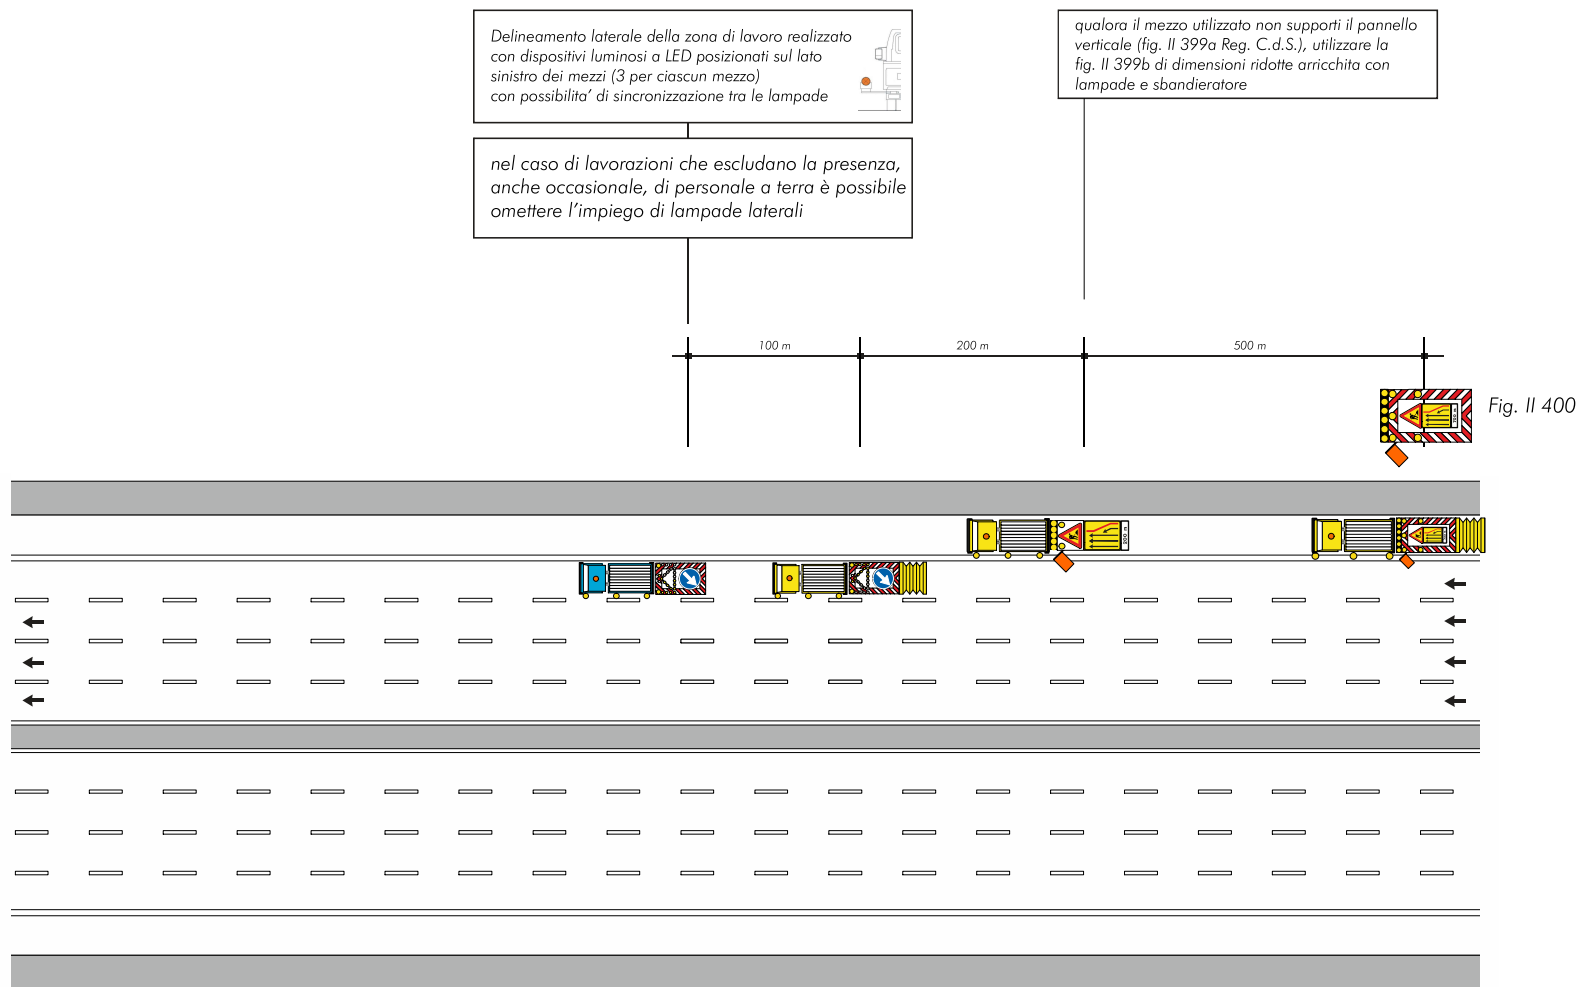 Delineamento laterale della zona di lavoro realizzato
con dispositivi luminosi a LED posizionati sul lato
sinistro dei mezzi (3 per ciascun mezzo)
con possibilita' di sincronizzazione tra le lampade
qualora il mezzo utilizzato non supporti il pannello
verticale (fig. II 399a Reg. C.d.S.), utilizzare la
fig. II 399b di dimensioni ridotte arricchita con
lampade e sbandieratore
nel caso di lavorazioni che escludano la presenza,
anche occasionale, di personale a terra è possibile
omettere l'impiego di lampade laterali
100 m
200 m
500 m
Fig. II 400
700 m
200 m